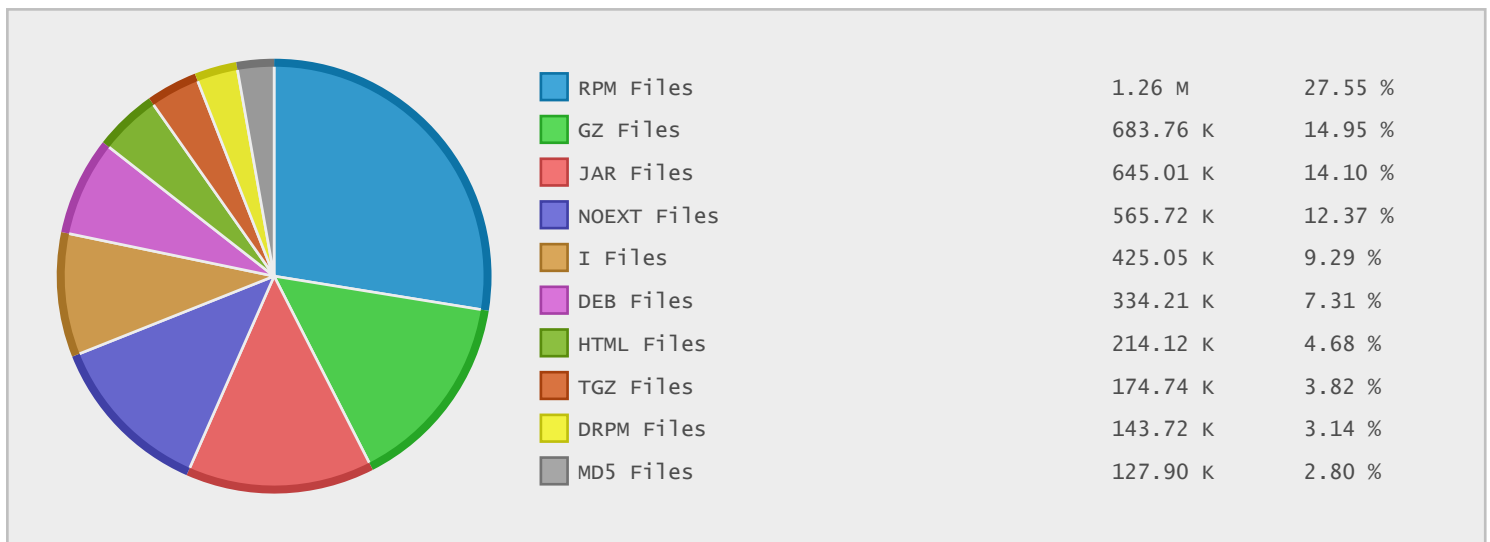 RPM Files 1.26 M 27.55 %
GZ Files 683.76 K 14.95 %
JAR Files 645.01 K 14.10 %
NOEXT Files 565.72 K 12.37 %
I Files 425.05 K 9.29 %
DEB Files 334.21 K 7.31 %
HTML Files 214.12 K 4.68 %
TGZ Files 174.74 K 3.82 %
DRPM Files 143.72 K 3.14 %
MD5 Files 127.90 K 2.80 %